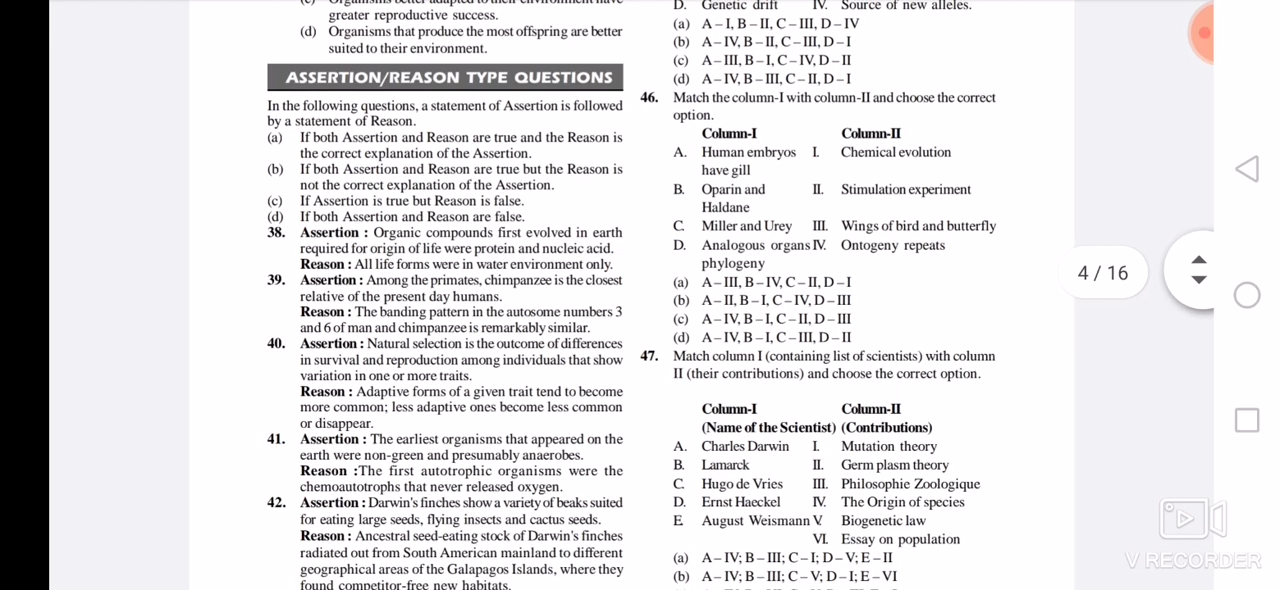 (c) Organisms better adapted to their environment have
greater reproductive success.
(d) Organisms that produce the most offspring are better
suited to their environment.
ASSERTION/REASON TYPE QUESTIONS
In the following questions, a statement of Assertion is followed
by a statement of Reason.
(a) If both Assertion and Reason are true and the Reason is
the correct explanation of the Assertion.
(b) If both Assertion and Reason are true but the Reason is
not the correct explanation of the Assertion.
(c) If Assertion is true but Reason is false.
(d) If both Assertion and Reason are false.
38. Assertion : Organic compounds first evolved in earth
required for origin of life were protein and nucleic acid.
Reason : All life forms were in water environment only.
39. Assertion : Among the primates, chimpanzee is the closest
relative of the present day humans.
Reason : The banding pattern in the autosome numbers 3
and 6 of man and chimpanzee is remarkably similar.
40. Assertion : Natural selection is the outcome of differences
in survival and reproduction among individuals that show
variation in one or more traits.
Reason : Adaptive forms of a given trait tend to become
more common; less adaptive ones become less common
or disappear.
41. Assertion : The earliest organisms that appeared on the
earth were non-green and presumably anaerobes.
Reason :The first autotrophic organisms were the
chemoautotrophs that never released oxygen.
42. Assertion : Darwin's finches show a variety of beaks suited
for eating large seeds, flying insects and cactus seeds.
Reason : Ancestral seed-eating stock of Darwin's finches
radiated out from South American mainland to different
geographical areas of the Galapagos Islands, where they
found competitor-free new habitats.
D. Genetic drift IV. Source of new alleles.
(a) A – I, B – II, C – III, D – IV
(b) A – IV, B – II, C – III, D – I
(c) A – III, B – I, C – IV, D – II
(d) A – IV, B – III, C – II, D – I
46. Match the column-I with column-II and choose the correct
option.
Column-I Column-II
A. Human embryos I. Chemical evolution
have gill
B. Oparin and II. Stimulation experiment
Haldane
C. Miller and Urey III. Wings of bird and butterfly
D. Analogous organs IV. Ontogeny repeats
phylogeny
(a) A – III, B – IV, C – II, D – I
(b) A – II, B – I, C – IV, D – III
(c) A – IV, B – I, C – II, D – III
(d) A – IV, B – I, C – III, D – II
47. Match column I (containing list of scientists) with column
II (their contributions) and choose the correct option.
Column-I Column-II
(Name of the Scientist) (Contributions)
A. Charles Darwin I. Mutation theory
B. Lamarck II. Germ plasm theory
C. Hugo de Vries III. Philosophie Zoologique
D. Ernst Haeckel IV. The Origin of species
E. August Weismann V. Biogenetic law
VI. Essay on population
(a) A – IV; B – III; C – I; D – V; E – II
(b) A – IV; B – III; C – V; D – I; E – VI
4 / 16
V RECORDER